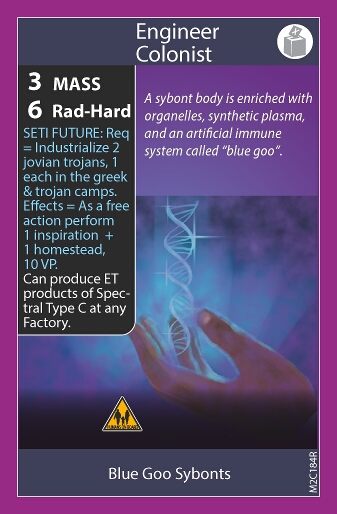 Engineer
Colonist
3 MASS
6 Rad-Hard
SETI FUTURE: Req
= Industrialize 2
jovian trojans, 1
each in the greek
& trojan camps.
Effects = As a free
action perform
1 inspiration +
1 homestead,
10 VP.
Can produce ET
products of Spec-
tral Type C at any
Factory.
A sybont body is enriched with
organelles, synthetic plasma,
and an artificial immune
system called “blue goo”.
Blue Goo Sybonts
M2C184R